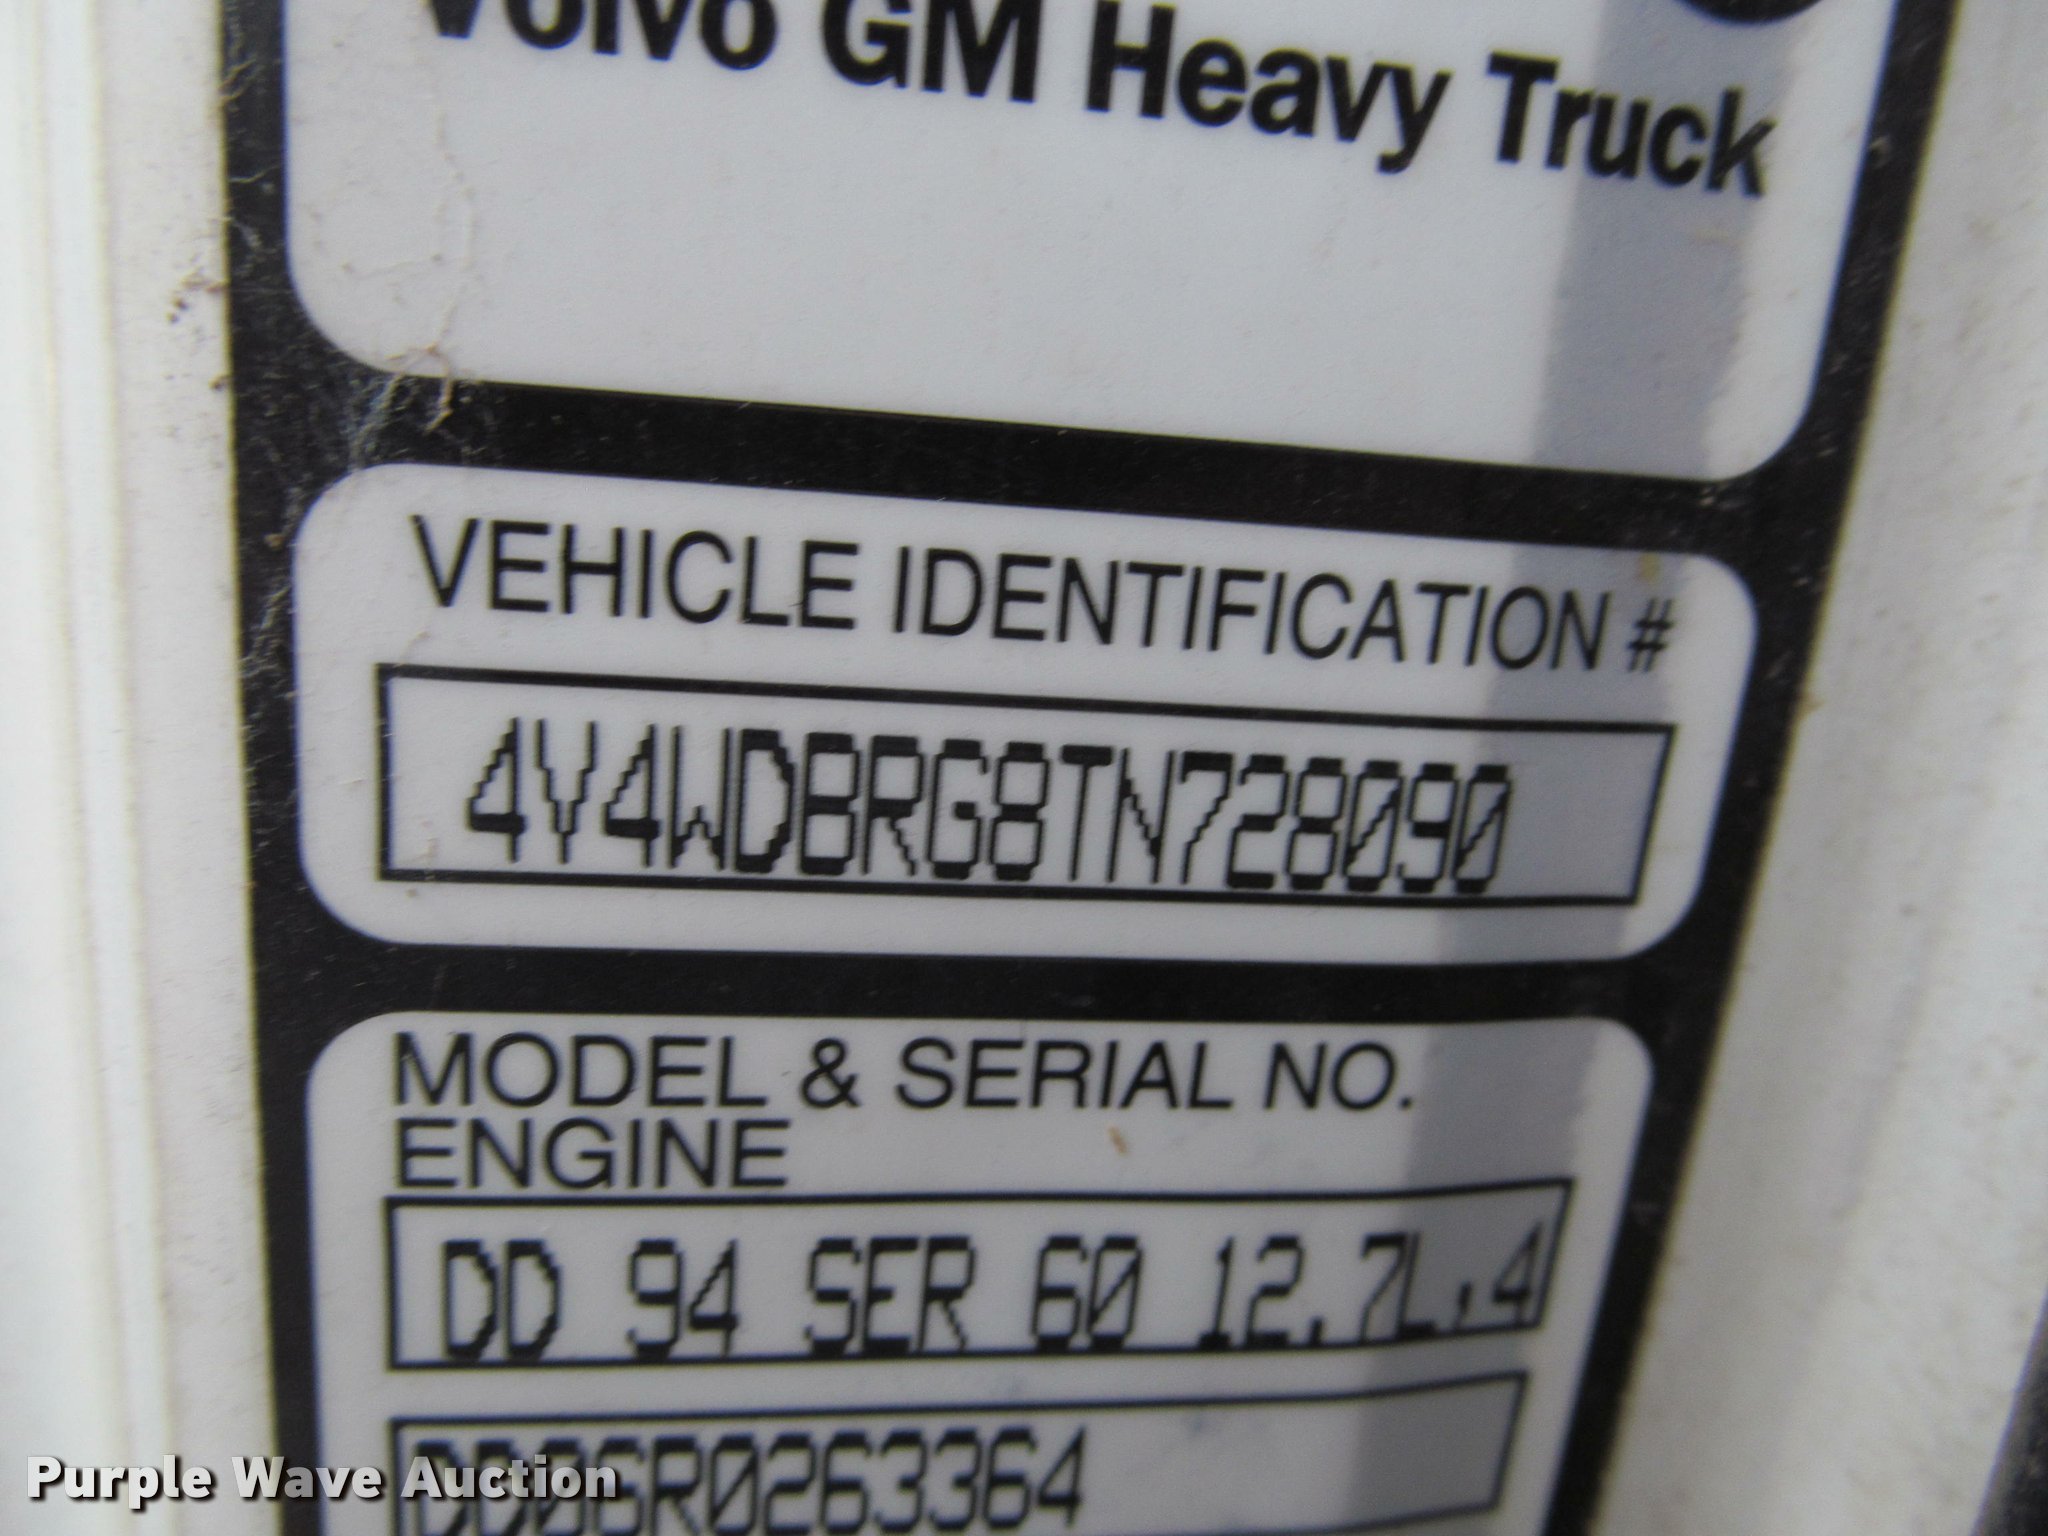 Volvo GM Heavy Truck
VEHICLE IDENTIFICATION #
4V4WDBRG8TN728090
MODEL & SERIAL NO.
ENGINE
DD 94 SER 60 12.7L,4
DD06R0263364
Purple Wave Auction